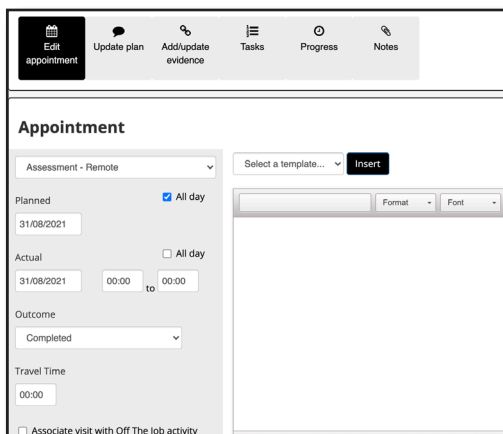 Edit appointment
Update plan
Add/update evidence
Tasks
Progress
Notes
Appointment
Assessment - Remote
Select a template...
Insert
Planned
All day
31/08/2021
Format
Font
Actual
All day
31/08/2021
00:00
to
00:00
Outcome
Completed
Travel Time
00:00
Associate visit with Off The Job activity